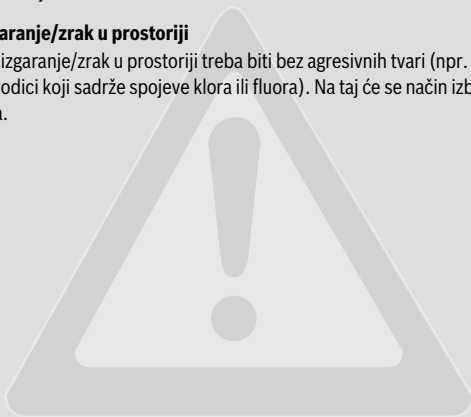 aranje/zrak u prostoriji
izgaranje/zrak u prostoriji treba biti bez agresivnih tvari (npr.
odici koji sadrže spojeve klora ili fluora). Na taj će se način izb